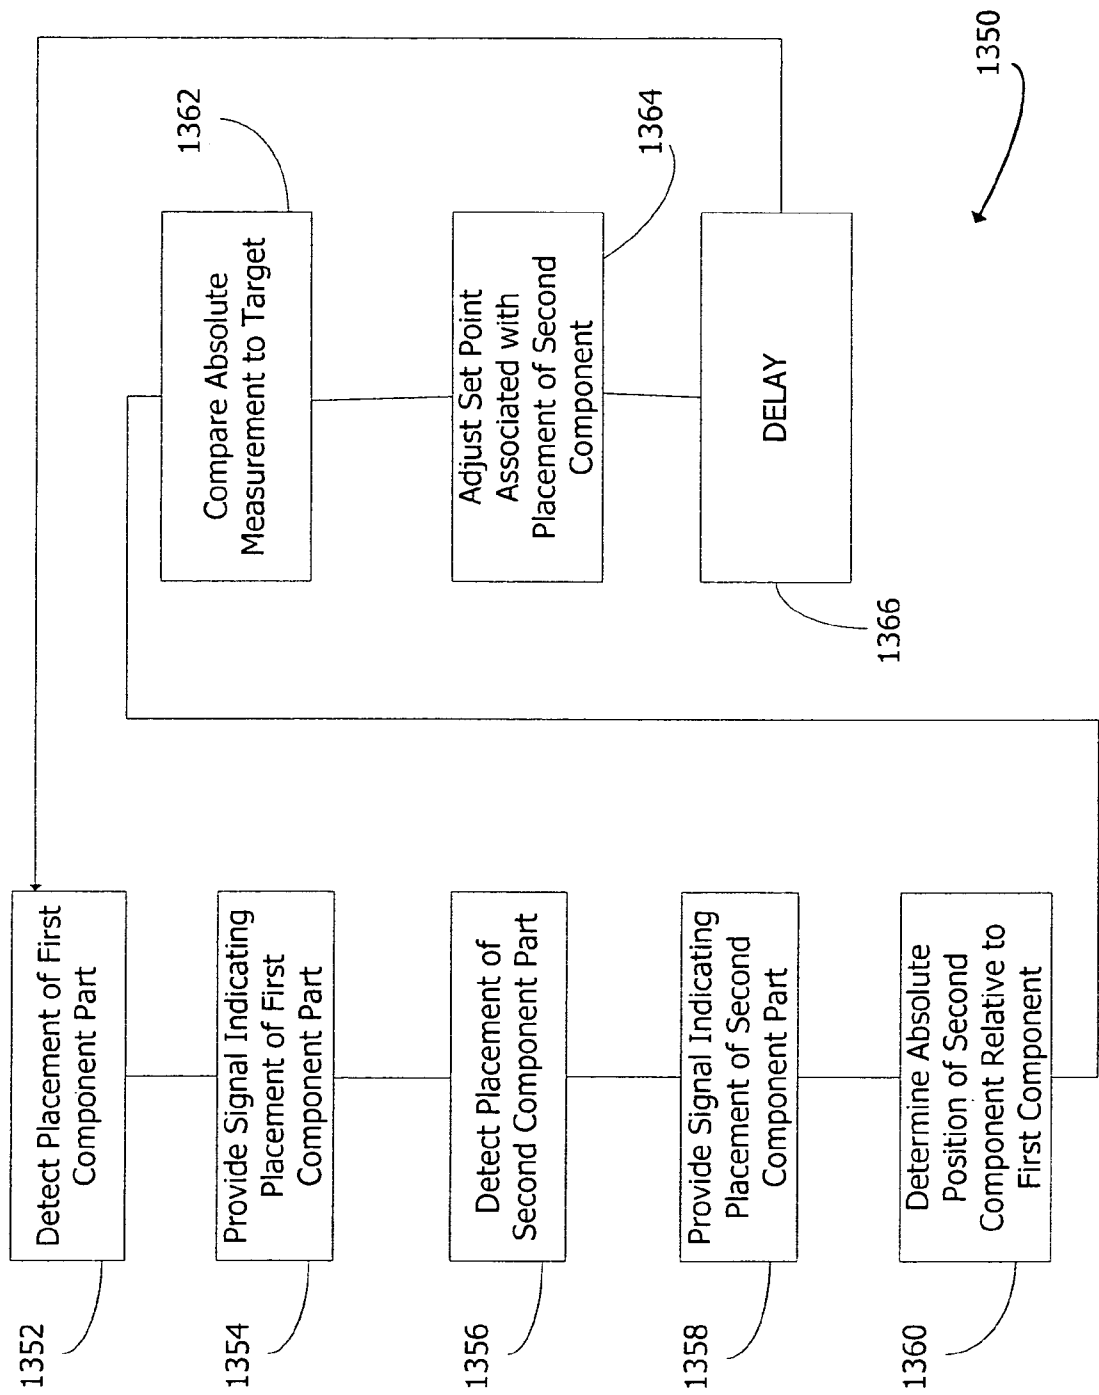 1352
Detect Placement of First
Component Part
1354
Provide Signal Indicating
Placement of First
Component Part
1356
Detect Placement of
Second Component Part
1358
Provide Signal Indicating
Placement of Second
Component Part
1360
Determine Absolute
Position of Second
Component Relative to
First Component
1362
Compare Absolute
Measurement to Target
1364
Adjust Set Point
Associated with
Placement of Second
Component
1366
DELAY
1350